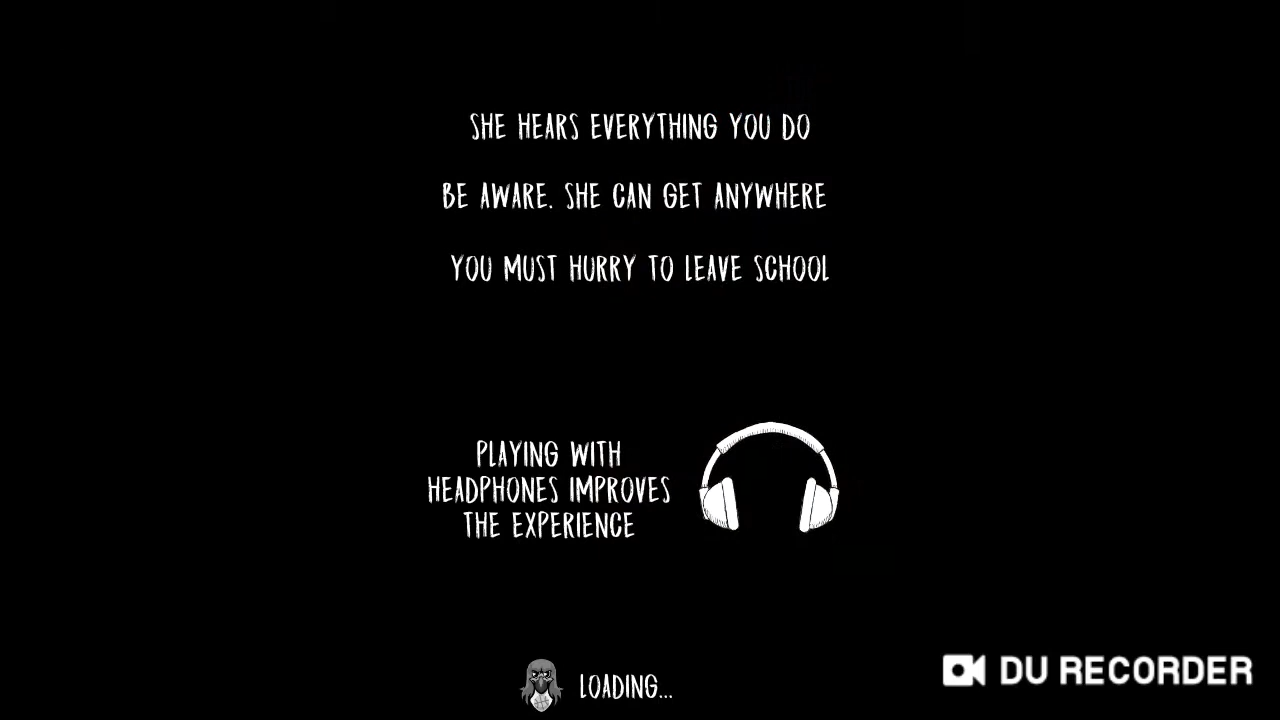 SHE HEARS EVERYTHING YOU DO
BE AWARE. SHE CAN GET ANYWHERE
YOU MUST HURRY TO LEAVE SCHOOL
PLAYING WITH
HEADPHONES IMPROVES
THE EXPERIENCE
LOADING...
DU RECORDER